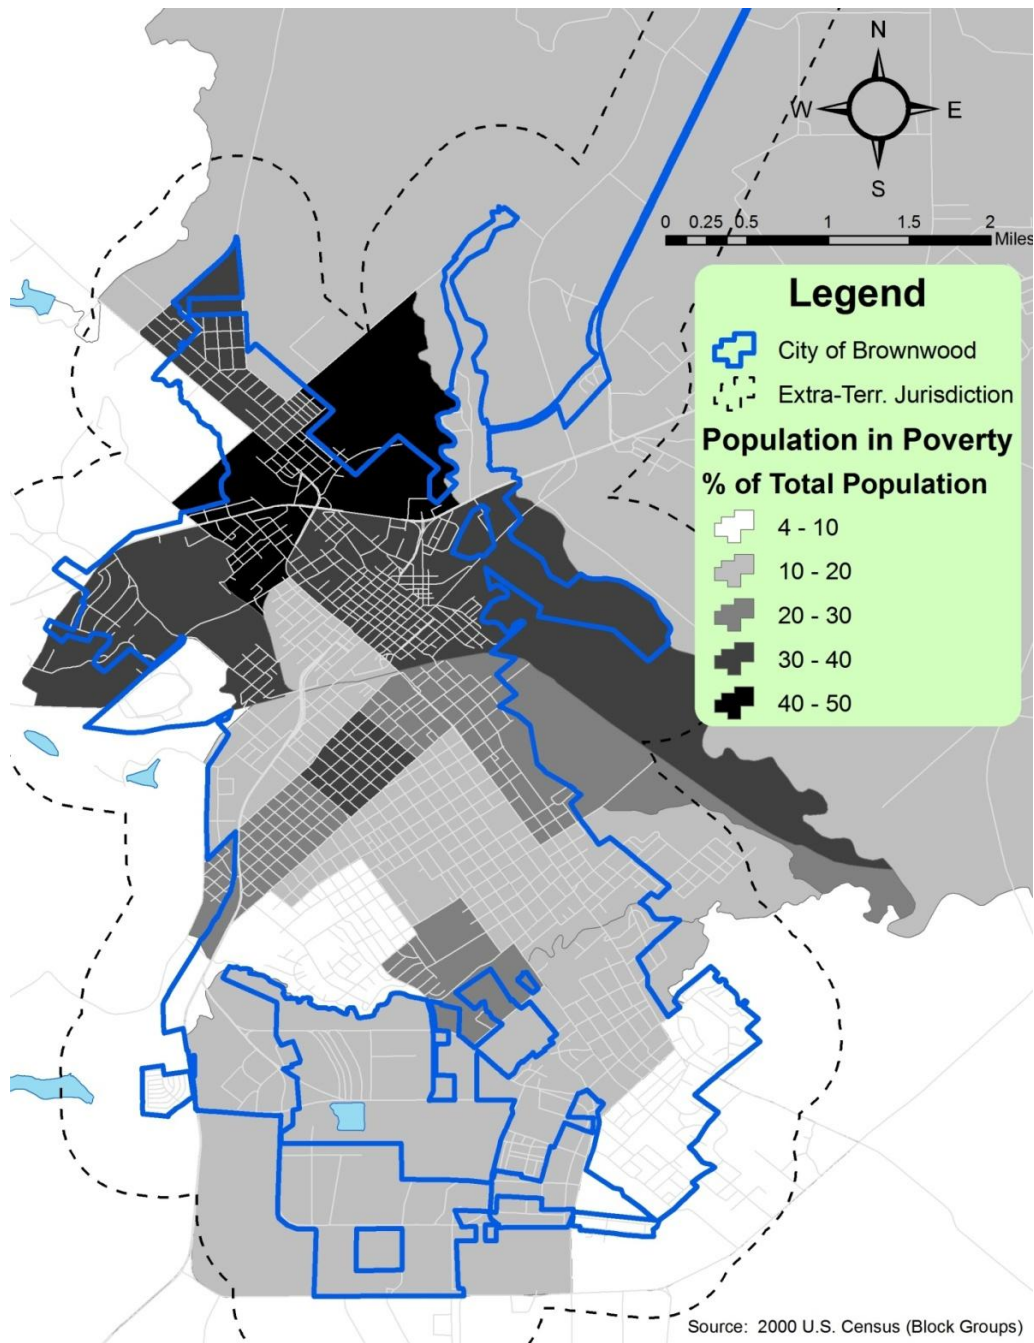 N
W E
S
0 0.25 0.5 1 1.5 2
Miles
Legend
City of Brownwood
Extra-Terr. Jurisdiction
Population in Poverty
% of Total Population
4 - 10
10 - 20
20 - 30
30 - 40
40 - 50
Source: 2000 U.S. Census (Block Groups)